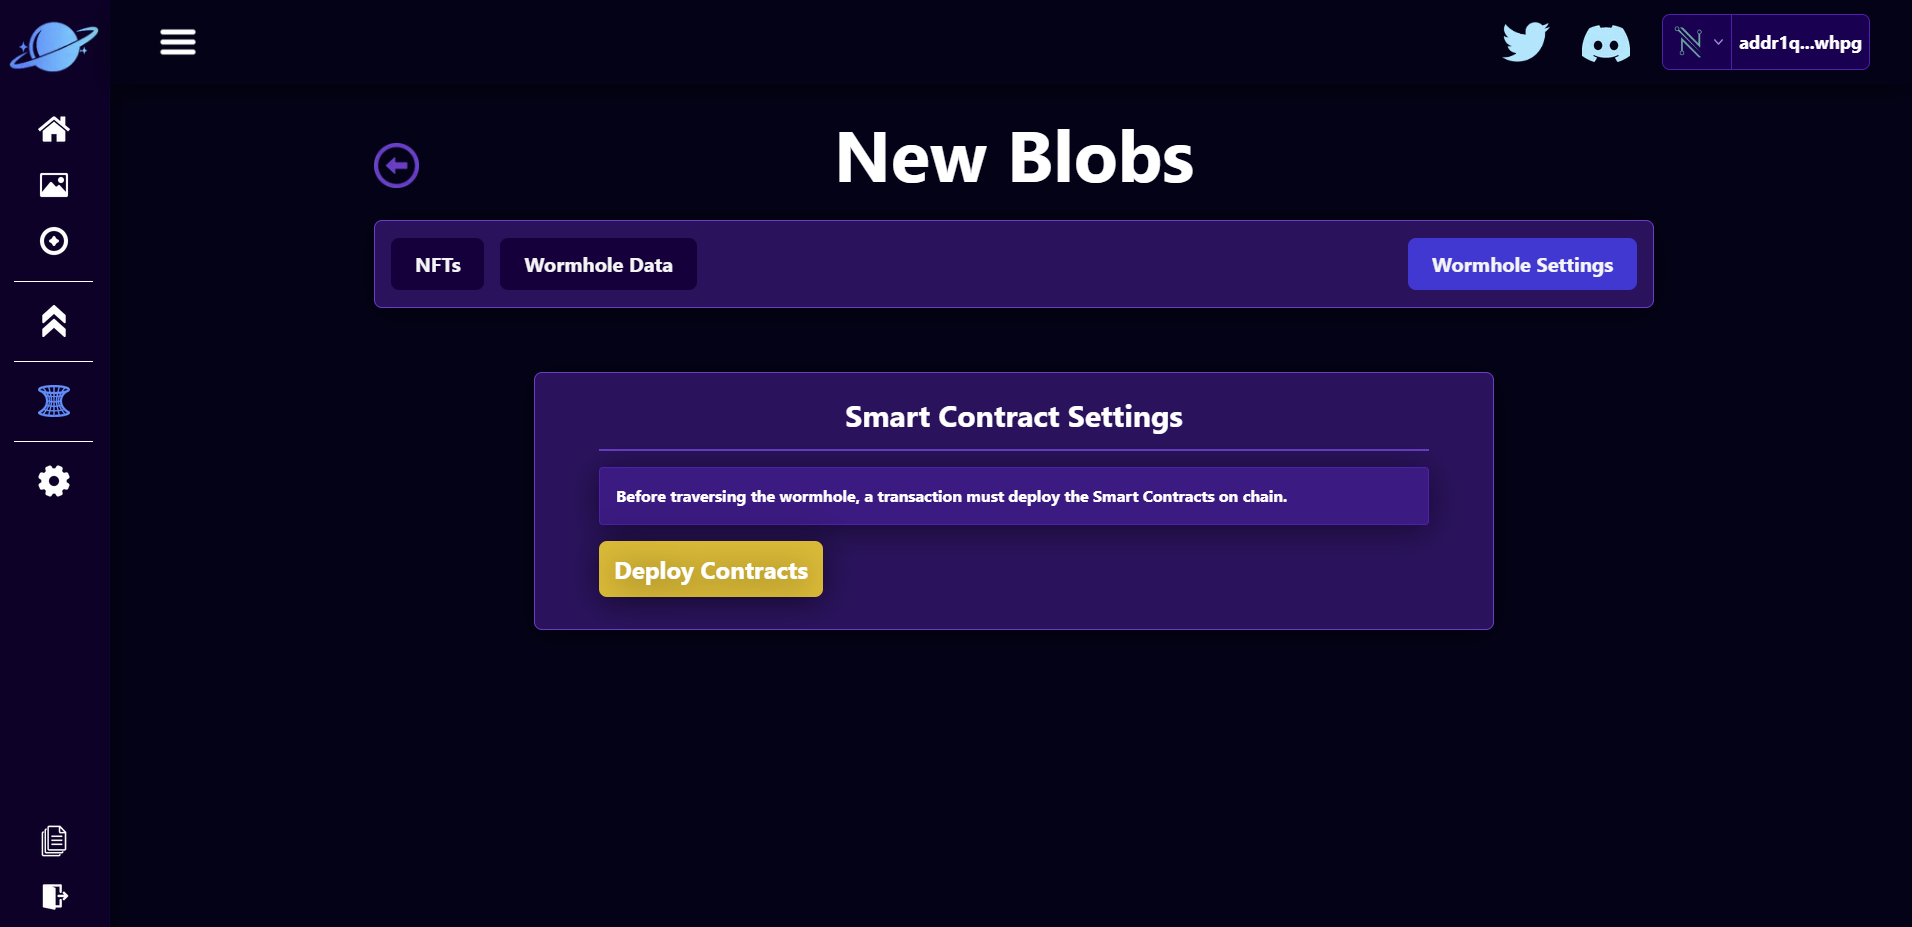 addr1q...whpg
New Blobs
NFTs
Wormhole Data
Wormhole Settings
Smart Contract Settings
Before traversing the wormhole, a transaction must deploy the Smart Contracts on chain.
Deploy Contracts